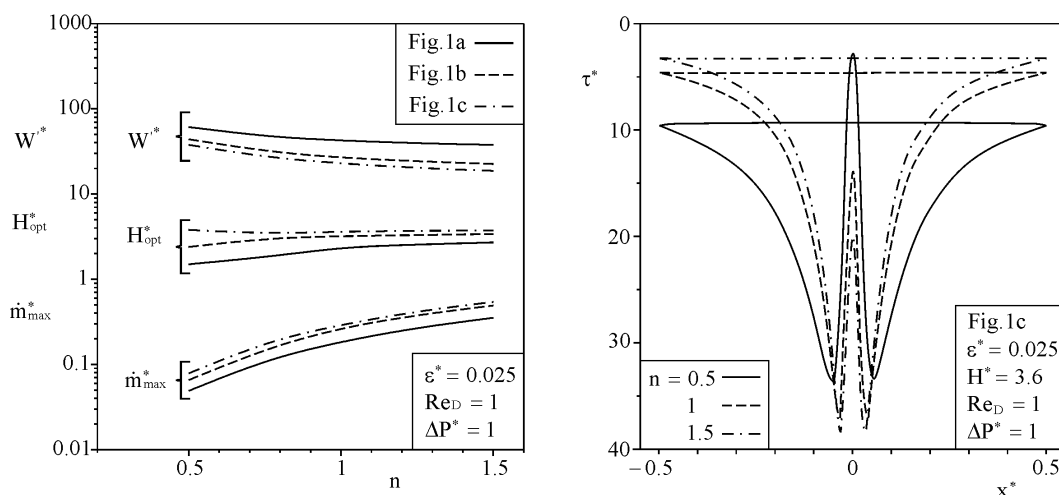 1000
100
10
1
0.1
0.01
W'*
H*opt
ṁ*max
W'*
H*opt
ṁ*max
Fig.1a
Fig.1b
Fig.1c
ε* = 0.025
ReD = 1
ΔP* = 1
0.5
1
1.5
n
0
10
20
30
40
τ*
n = 0.5
1
1.5
Fig.1c
ε* = 0.025
H* = 3.6
ReD = 1
ΔP* = 1
−0.5
0
0.5
x*